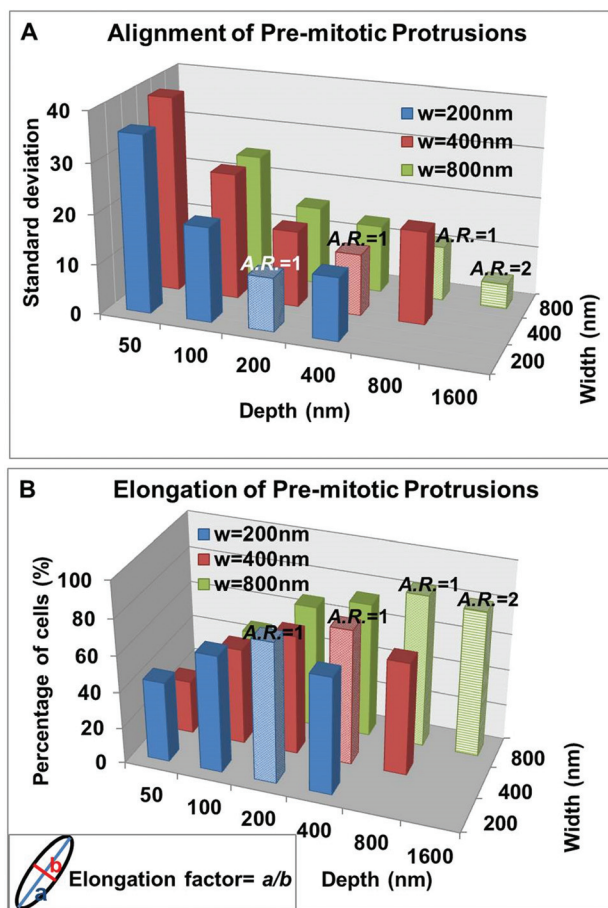 A Alignment of Pre-mitotic Protrusions
Standard deviation
40
30
20
10
0
w=200nm
w=400nm
w=800nm
A.R.=1
A.R.=1
A.R.=1
A.R.=2
50
100
200
400
800
1600
Depth (nm)
800
400
200
Width (nm)
B Elongation of Pre-mitotic Protrusions
Percentage of cells (%)
100
80
60
40
20
0
w=200nm
w=400nm
w=800nm
A.R.=1
A.R.=1
A.R.=1
A.R.=2
50
100
200
400
800
1600
Depth (nm)
800
400
200
Width (nm)
b
a
Elongation factor= a/b